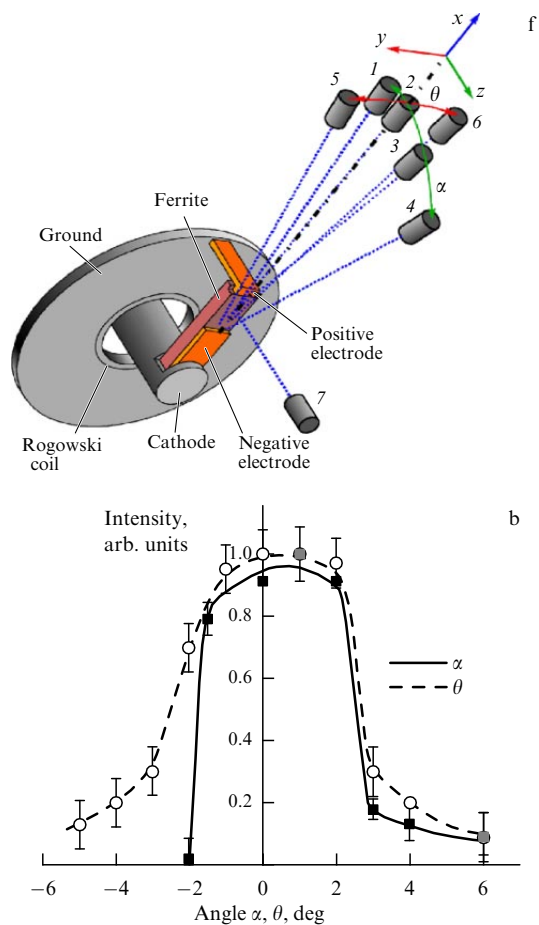 x
f
y
z
1
2
θ
5
6
3
α
4
Ferrite
Ground
Positive
electrode
7
Rogowski
coil
Cathode
Negative
electrode
Intensity,
arb. units
b
1.0
0.8
0.6
0.4
0.2
α
θ
−6 −4 −2 0 2 4 6
Angle α, θ, deg